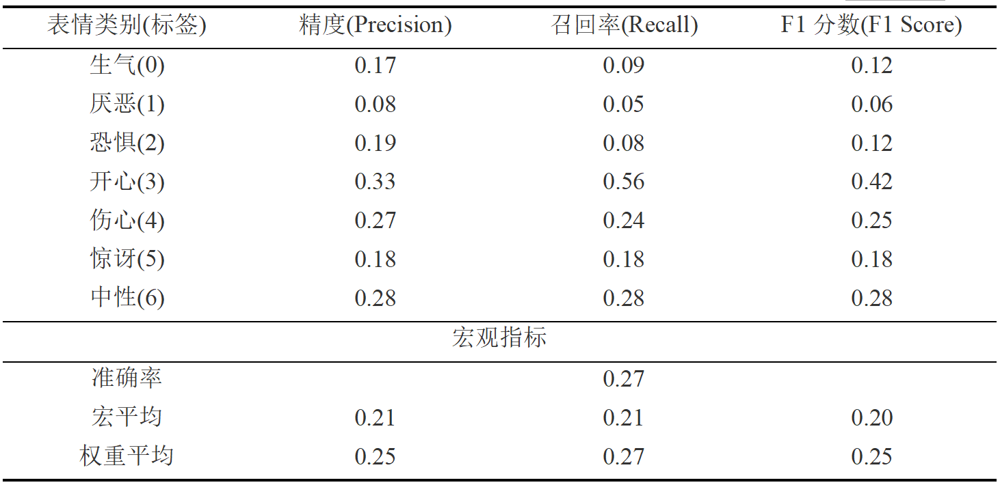 表情类别(标签) 精度(Precision) 召回率(Recall) F1 分数(F1 Score)
生气(0) 0.17 0.09 0.12
厌恶(1) 0.08 0.05 0.06
恐惧(2) 0.19 0.08 0.12
开心(3) 0.33 0.56 0.42
伤心(4) 0.27 0.24 0.25
惊讶(5) 0.18 0.18 0.18
中性(6) 0.28 0.28 0.28
宏观指标
准确率 0.27
宏平均 0.21 0.21 0.20
权重平均 0.25 0.27 0.25